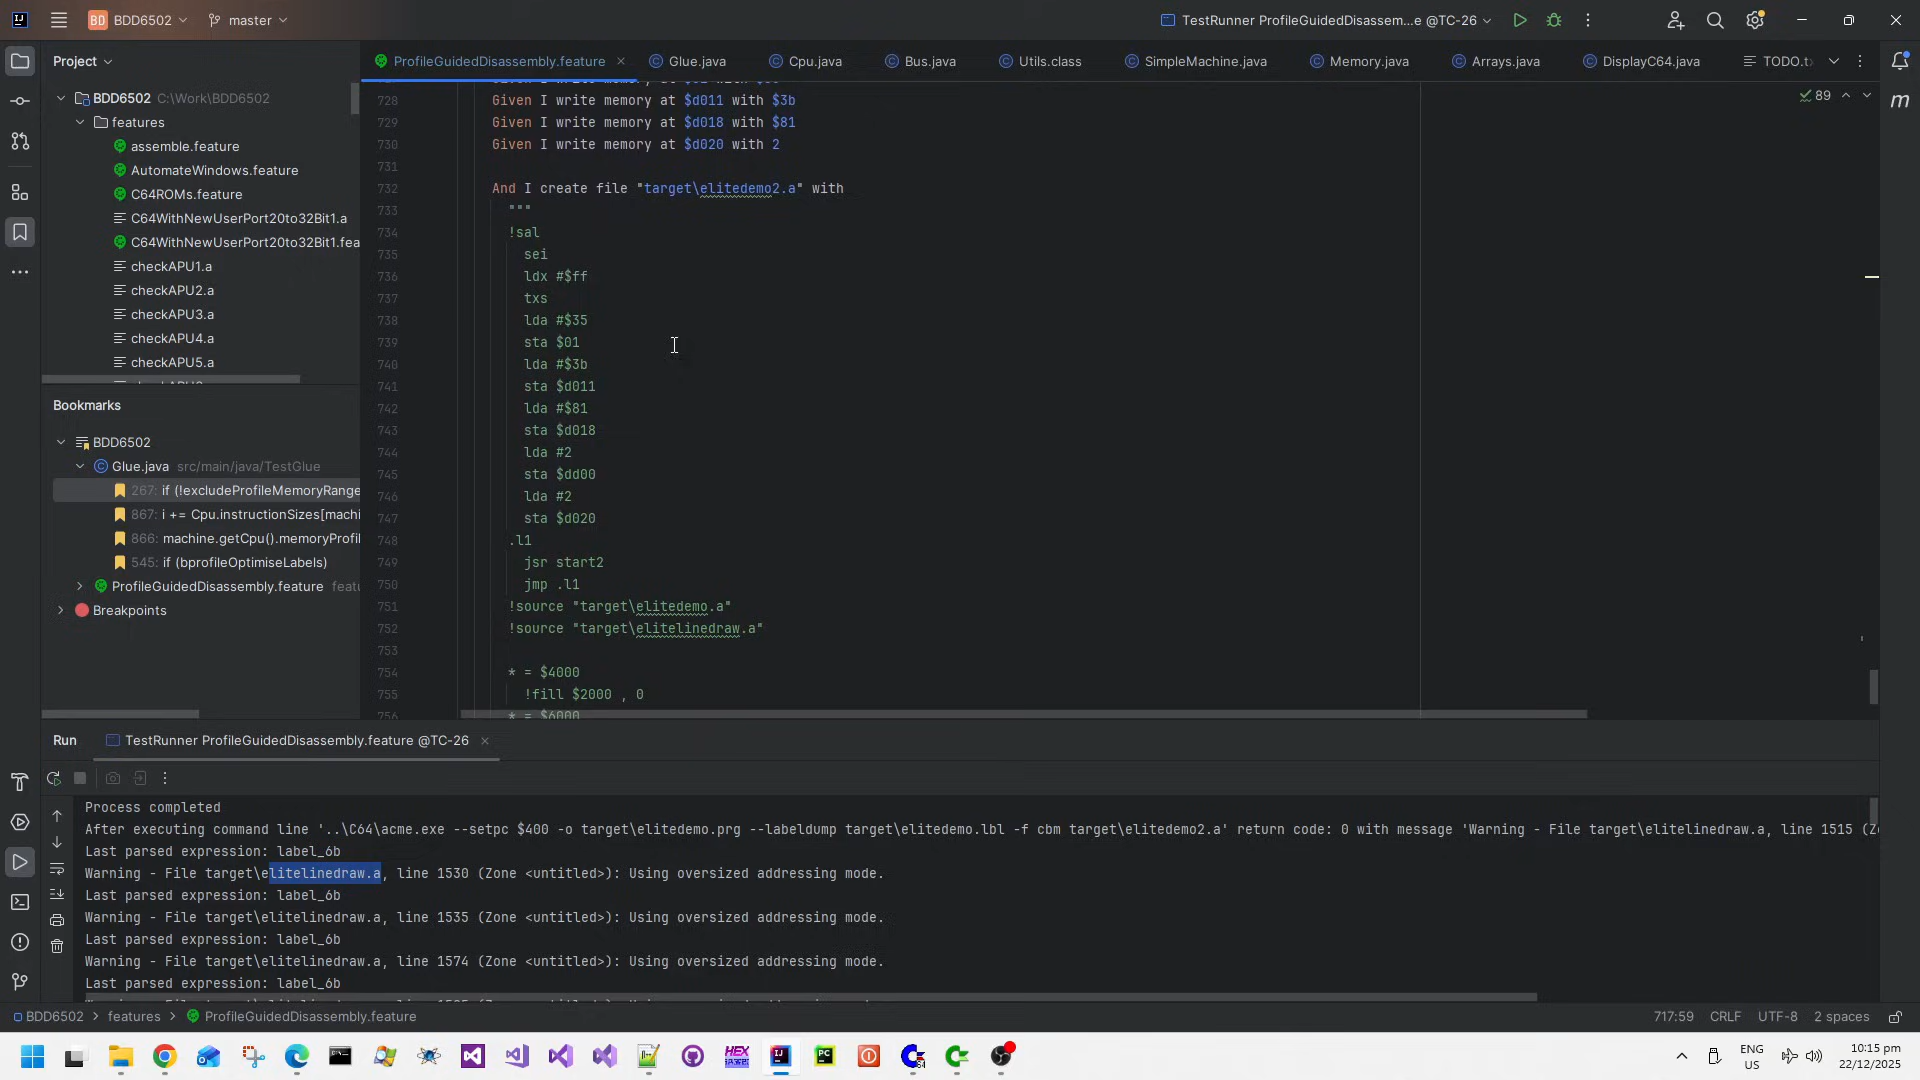 BD BDD6502 master TestRunner ProfileGuidedDisassem...e @TC-26
Project
ProfileGuidedDisassembly.feature Glue.java Cpu.java Bus.java Utils.class SimpleMachine.java Memory.java Arrays.java DisplayC64.java TODO.t
BDD6502 C:\Work\BDD6502
features
assemble.feature
AutomateWindows.feature
C64ROMs.feature
C64WithNewUserPort20to32Bit1.a
C64WithNewUserPort20to32Bit1.fea
checkAPU1.a
checkAPU2.a
checkAPU3.a
checkAPU4.a
checkAPU5.a
Bookmarks
BDD6502
Glue.java src/main/java/TestGlue
267: if (!excludeProfileMemoryRange
867: i += Cpu.instructionSizes[machi
866: machine.getCpu().memoryProfil
545: if (bprofileOptimiseLabels)
ProfileGuidedDisassembly.feature featu
Breakpoints
89
728 Given I write memory at $d011 with $3b
729 Given I write memory at $d018 with $81
730 Given I write memory at $d020 with 2
731
732 And I create file "target\elitedemo2.a" with
733 """
734 !sal
735 sei
736 ldx #$ff
737 txs
738 lda #$35
739 sta $01
740 lda #$3b
741 sta $d011
742 lda #$81
743 sta $d018
744 lda #2
745 sta $dd00
746 lda #2
747 sta $d020
748 .l1
749 jsr start2
750 jmp .l1
751 !source "target\elitedemo.a"
752 !source "target\elitelinedraw.a"
753
754 * = $4000
755 !fill $2000 , 0
756 * = $6000
Run TestRunner ProfileGuidedDisassembly.feature @TC-26
Process completed
After executing command line '..\C64\acme.exe --setpc $400 -o target\elitedemo.prg --labeldump target\elitedemo.lbl -f cbm target\elitedemo2.a' return code: 0 with message 'Warning - File target\elitelinedraw.a, line 1515 (Z
Last parsed expression: label_6b
Warning - File target\elitelinedraw.a, line 1530 (Zone <untitled>): Using oversized addressing mode.
Last parsed expression: label_6b
Warning - File target\elitelinedraw.a, line 1535 (Zone <untitled>): Using oversized addressing mode.
Last parsed expression: label_6b
Warning - File target\elitelinedraw.a, line 1574 (Zone <untitled>): Using oversized addressing mode.
Last parsed expression: label_6b
BDD6502 > features > ProfileGuidedDisassembly.feature
717:59 CRLF UTF-8 2 spaces
ENG
US
10:15 pm
22/12/2025